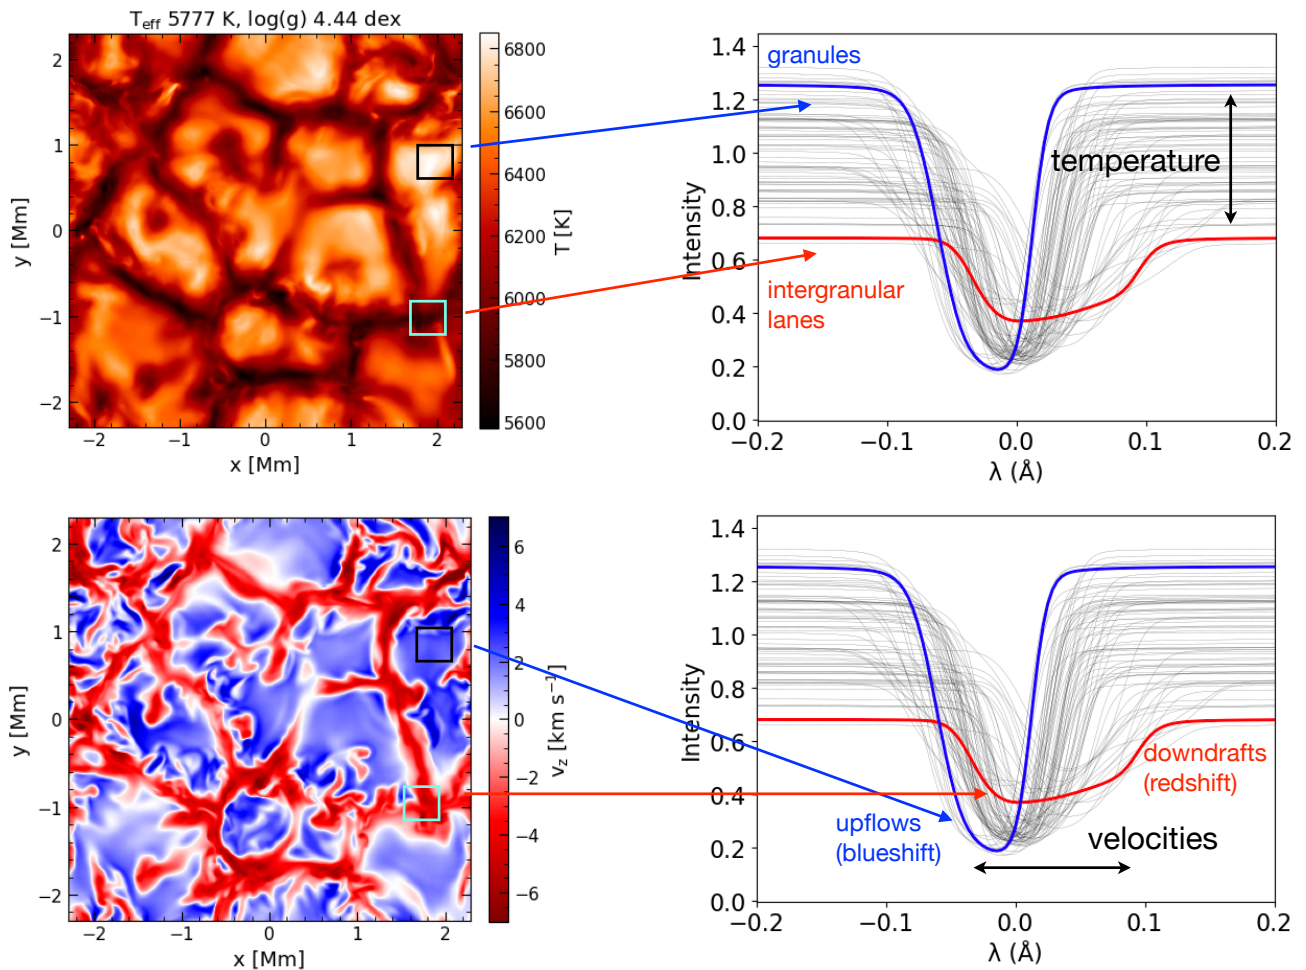 T_eff 5777 K, log(g) 4.44 dex
2
1
0
−1
−2
y [Mm]
−2 −1 0 1 2
x [Mm]
6800
6600
6400
6200
6000
5800
5600
T [K]
1.4
1.2
1.0
0.8
0.6
0.4
0.2
0.0
Intensity
granules
temperature
intergranular
lanes
−0.2 −0.1 0.0 0.1 0.2
λ (Å)
2
1
0
−1
−2
y [Mm]
−2 −1 0 1 2
x [Mm]
6
4
2
0
−2
−4
−6
v_z [km s⁻¹]
1.4
1.2
1.0
0.8
0.6
0.4
0.2
0.0
Intensity
downdrafts
(redshift)
upflows
(blueshift)
velocities
−0.2 −0.1 0.0 0.1 0.2
λ (Å)